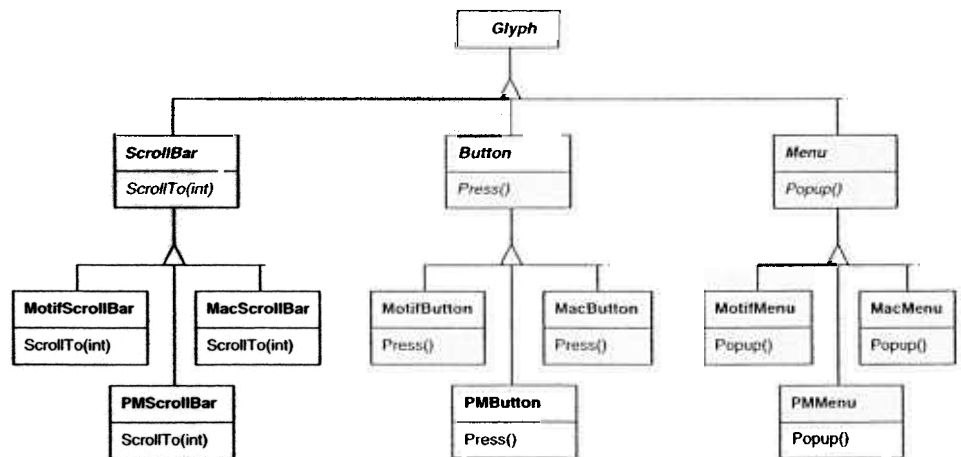 Glyph
ScrollBar
ScrollTo(int)
Button
Press()
Menu
Popup()
MotifScrollBar
ScrollTo(int)
MacScrollBar
ScrollTo(int)
PMScrollBar
ScrollTo(int)
MotifButton
Press()
MacButton
Press()
PMButton
Press()
MotifMenu
Popup()
MacMenu
Popup()
PMMenu
Popup()